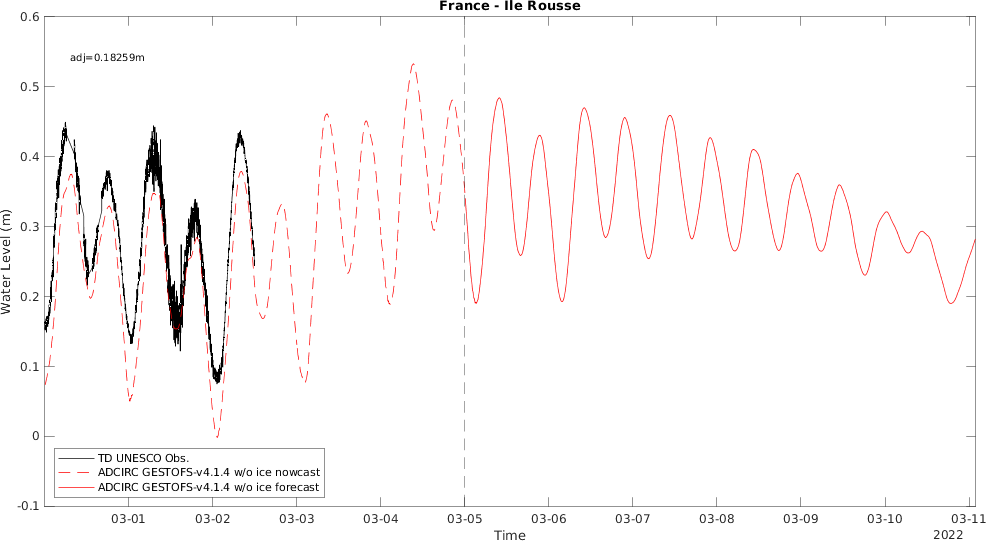 France - Ile Rousse
adj=0.18259m
Water Level (m)
0.6
0.5
0.4
0.3
0.2
0.1
0
-0.1
TD UNESCO Obs.
ADCIRC GESTOFS-v4.1.4 w/o ice nowcast
ADCIRC GESTOFS-v4.1.4 w/o ice forecast
03-01 03-02 03-03 03-04 03-05 03-06 03-07 03-08 03-09 03-10 03-11
Time
2022